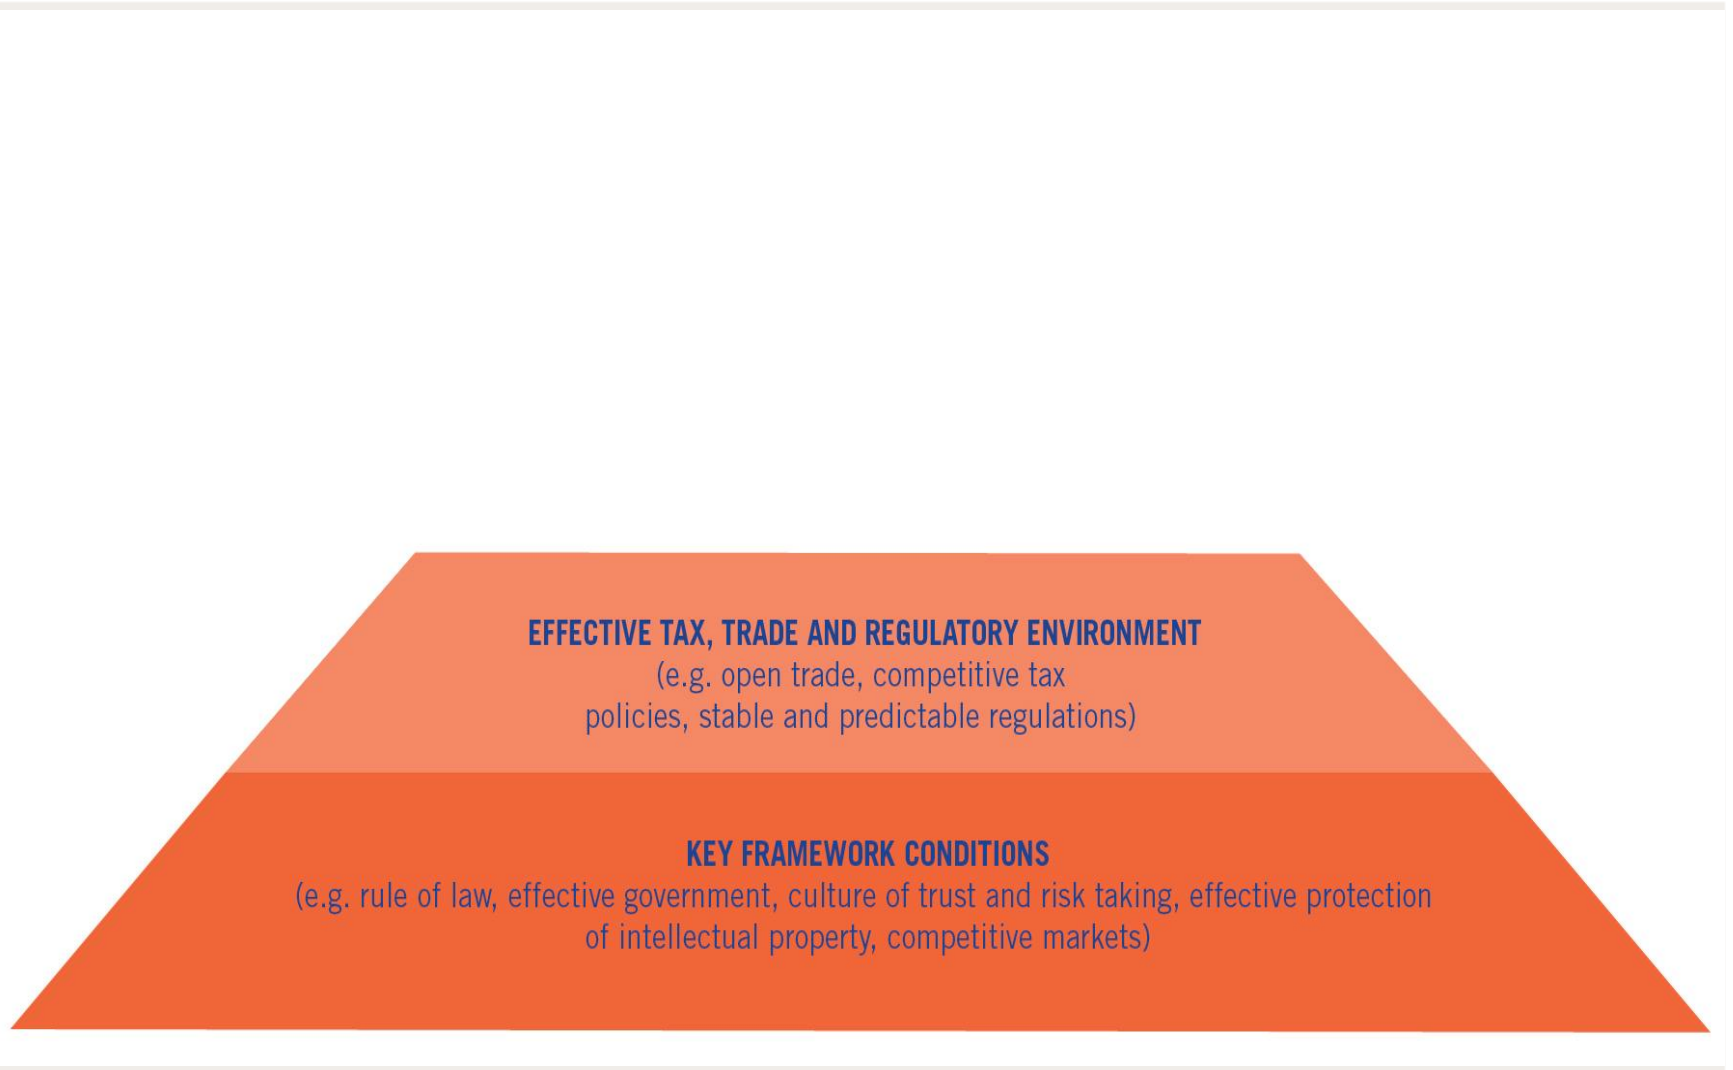 EFFECTIVE TAX, TRADE AND REGULATORY ENVIRONMENT
(e.g. open trade, competitive tax
policies, stable and predictable regulations)
KEY FRAMEWORK CONDITIONS
(e.g. rule of law, effective government, culture of trust and risk taking, effective protection
of intellectual property, competitive markets)